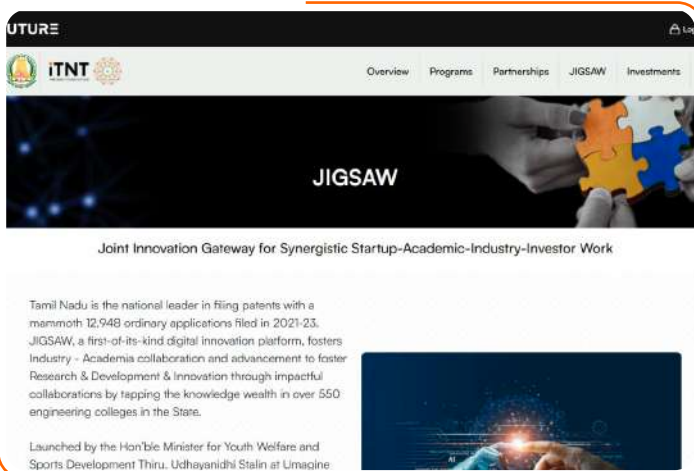 UTURE
iTNT
Overview Programs Partnerships JIGSAW Investments
JIGSAW
Joint Innovation Gateway for Synergistic Startup-Academic-Industry-Investor Work
Tamil Nadu is the national leader in filing patents with a
mammoth 12,948 ordinary applications filed in 2021-23.
JIGSAW, a first-of-its-kind digital innovation platform, fosters
Industry - Academia collaboration and advancement to foster
Research & Development & Innovation through impactful
collaborations by tapping the knowledge wealth in over 550
engineering colleges in the State.
AI
Launched by the Hon'ble Minister for Youth Welfare and
Sports Development Thiru. Udhayanidhi Stalin at Umagine